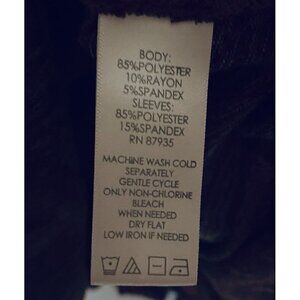 BODY:
85%POLYESTER
10%RAYON
5%SPANDEX
SLEEVES:
85%POLYESTER
15%SPANDEX
RN 87935
MACHINE WASH COLD
SEPARATELY
GENTLE CYCLE
ONLY NON-CHLORINE
BLEACH
WHEN NEEDED
DRY FLAT
LOW IRON IF NEEDED